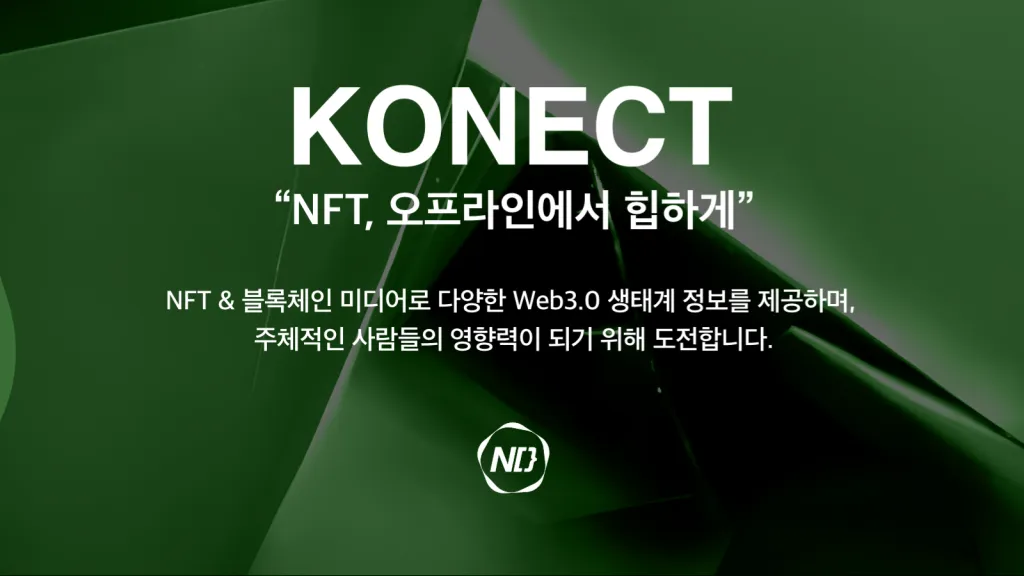 KONECT
“NFT, 오프라인에서 힙하게”
NFT & 블록체인 미디어로 다양한 Web3.0 생태계 정보를 제공하며,
주체적인 사람들의 영향력이 되기 위해 도전합니다.
N[}